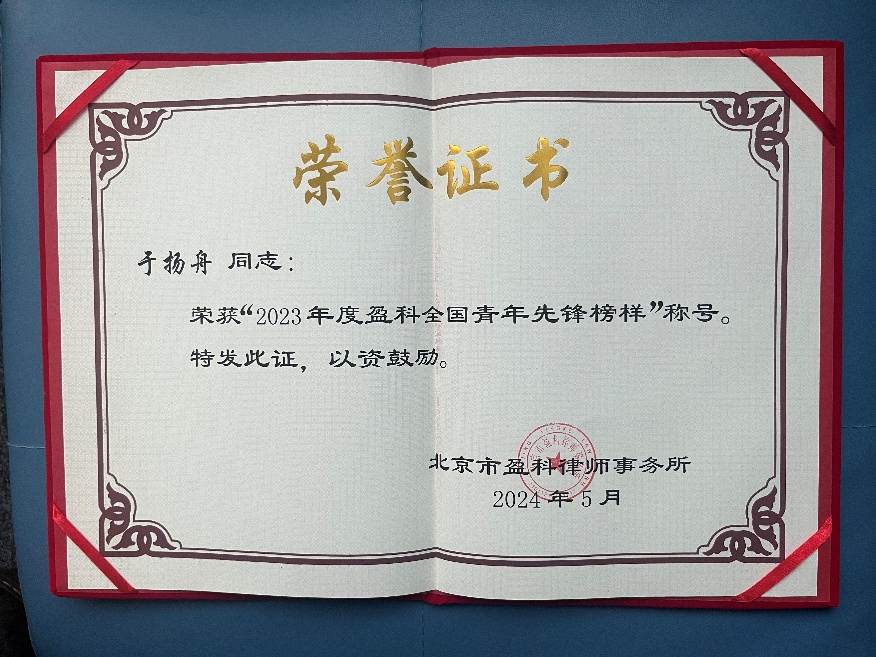 荣誉证书
于扬舟 同志：
荣获“2023年度盈科全国青年先锋榜样”称号。
特发此证，以资鼓励。
北京市盈科律师事务所
2024年5月